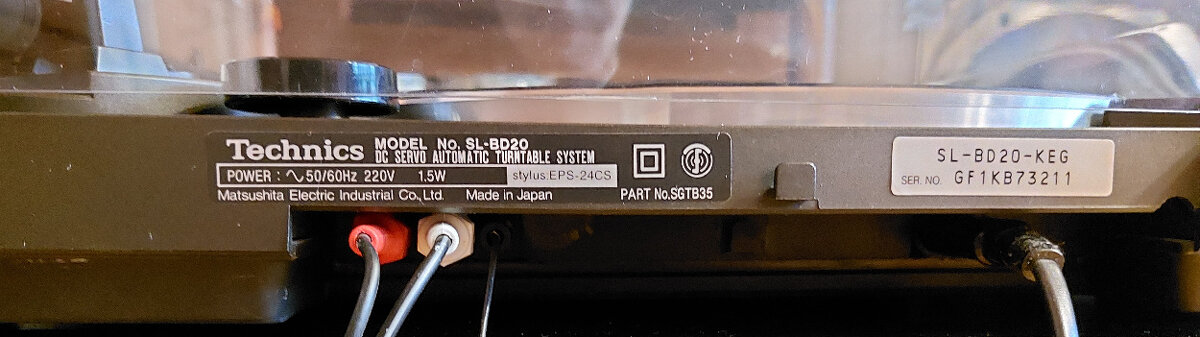 Technics MODEL No. SL-BD20
DC SERVO AUTOMATIC TURNTABLE SYSTEM
POWER: ∿50/60Hz 220V 1.5W stylus:EPS-24CS
Matsushita Electric Industrial Co., Ltd. Made in Japan PART No.SGTB35
SL-BD20-KEG
SER. NO. GF1KB73211